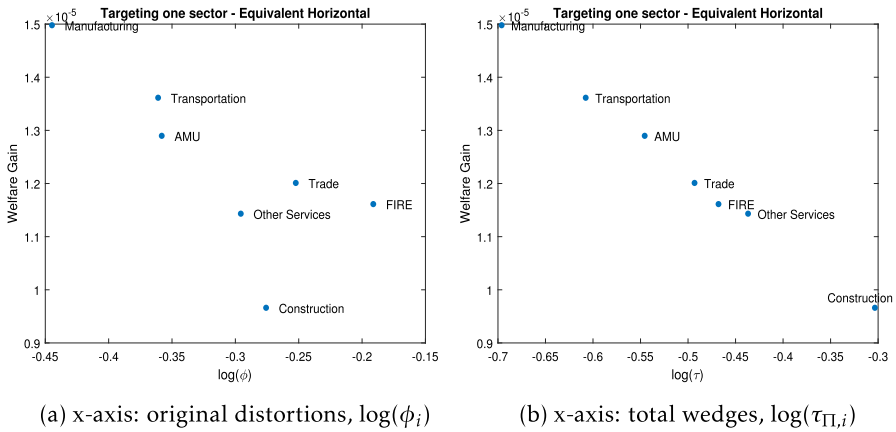 Targeting one sector - Equivalent Horizontal
×10⁻⁵
1.5
1.4
1.3
1.2
1.1
1
0.9
Welfare Gain
Manufacturing
Transportation
AMU
Trade
FIRE
Other Services
Construction
-0.45
-0.4
-0.35
-0.3
-0.25
-0.2
-0.15
log(ϕ)
(a) x-axis: original distortions, log(ϕᵢ)
Targeting one sector - Equivalent Horizontal
×10⁻⁵
1.5
1.4
1.3
1.2
1.1
1
0.9
Welfare Gain
Manufacturing
Transportation
AMU
Trade
FIRE
Other Services
Construction
-0.7
-0.65
-0.6
-0.55
-0.5
-0.45
-0.4
-0.35
-0.3
log(τ)
(b) x-axis: total wedges, log(τ_Π,i)